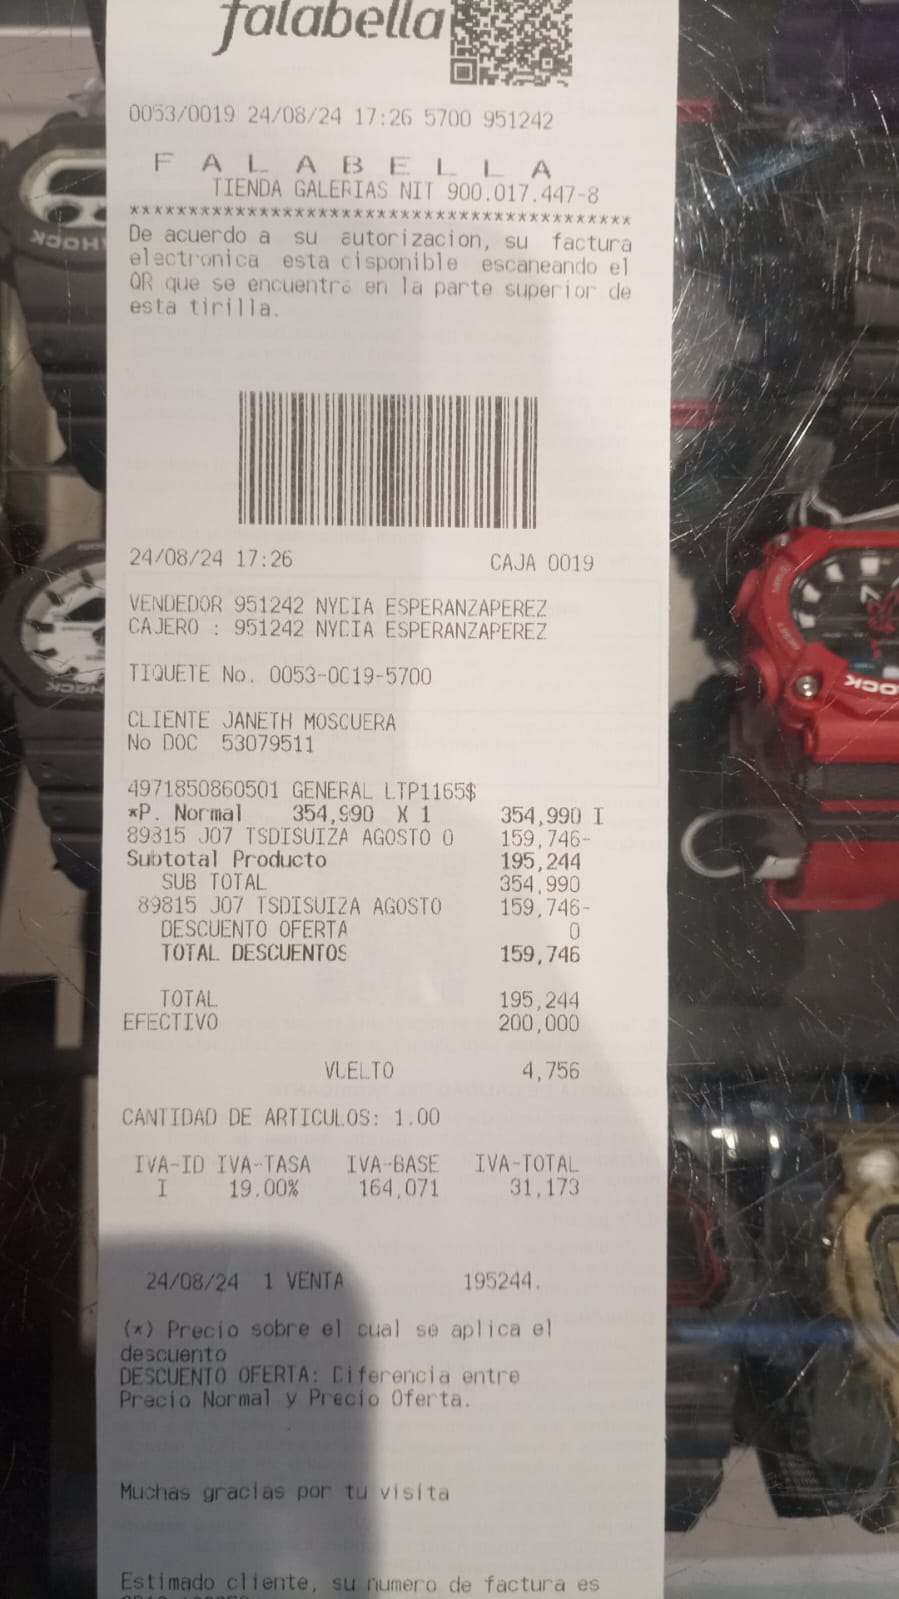 falabella
0053/0019 24/08/24 17:26 5700 951242
F A L A B E L L A
TIENDA GALERIAS NIT 900.017.447-8
*******************************************
De acuerdo a su autorizacion, su factura
electronica esta cisponible escaneando el
QR que se encuentra en la parte superior de
esta tirilla.
24/08/24 17:26 CAJA 0019
VENDEDOR 951242 NYCIA ESPERANZAPEREZ
CAJERO : 951242 NYCIA ESPERANZAPEREZ
TIQUETE No. 0053-0C19-5700
CLIENTE JANETH MOSCUERA
No DOC 53079511
4971850860501 GENERAL LTP1165$
*P. Normal 354,990 X 1 354,990 I
89815 J07 TSDISUIZA AGOSTO 0 159,746-
Subtotal Producto 195,244
SUB TOTAL 354,990
89815 J07 TSDISUIZA AGOSTO 159,746-
DESCUENTO OFERTA 0
TOTAL DESCUENTOS 159,746
TOTAL 195,244
EFECTIVO 200,000
VUELTO 4,756
CANTIDAD DE ARTICULOS: 1.00
IVA-ID IVA-TASA IVA-BASE IVA-TOTAL
I 19.00% 164,071 31,173
24/08/24 1 VENTA 195244.
(*) Precio sobre el cual se aplica el
descuento
DESCUENTO OFERTA: Diferencia entre
Precio Normal y Precio Oferta.
Muchas gracias por tu visita
Estimado cliente, su numero de factura es